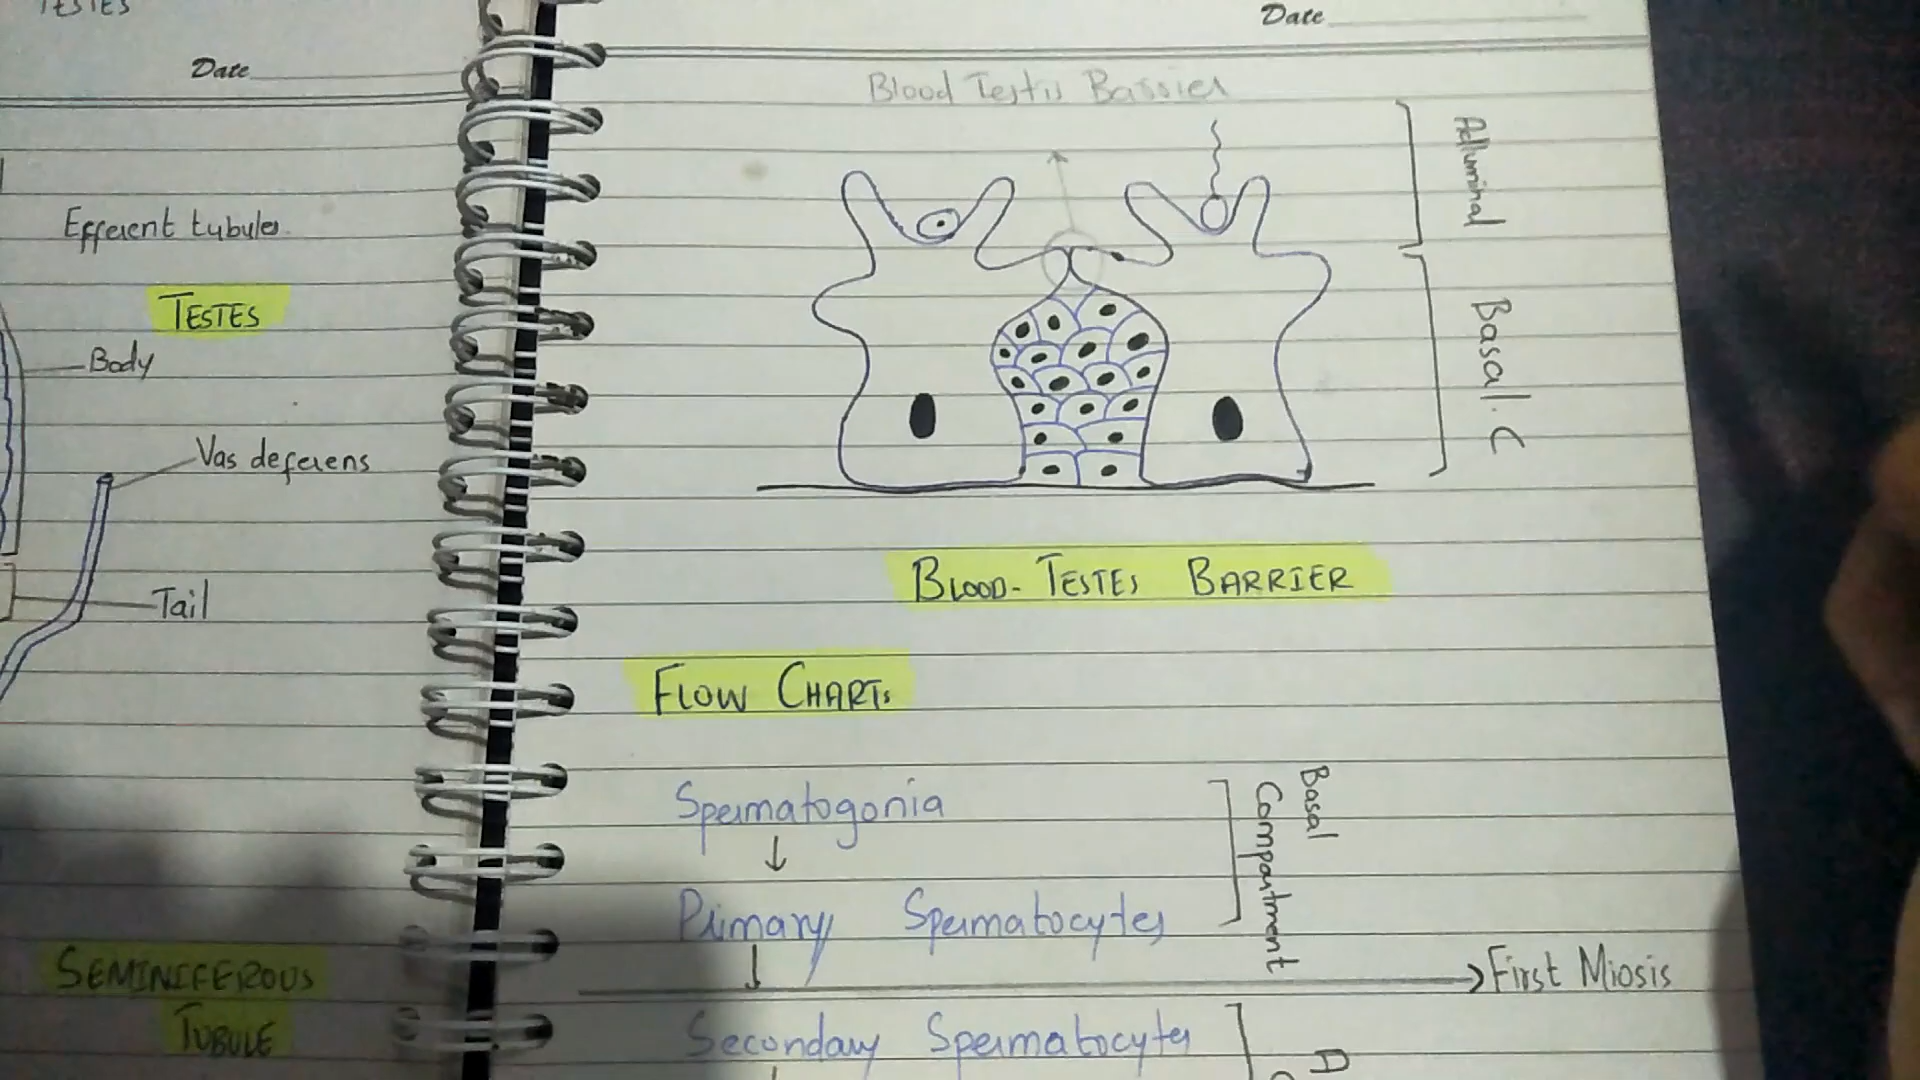 TESTES
Date
Efferent tubules
TESTES
Body
Vas deferens
Tail
SEMINIFEROUS
TUBULE
Date
Blood Testis Barrier
Adluminal
Basal.C
BLOOD-TESTES BARRIER
FLOW CHARTS
Spermatogonia
↓
Primary Spermatocytes
Basal
Compartment
↓
First Miosis
Secondary Spermatocytes
A